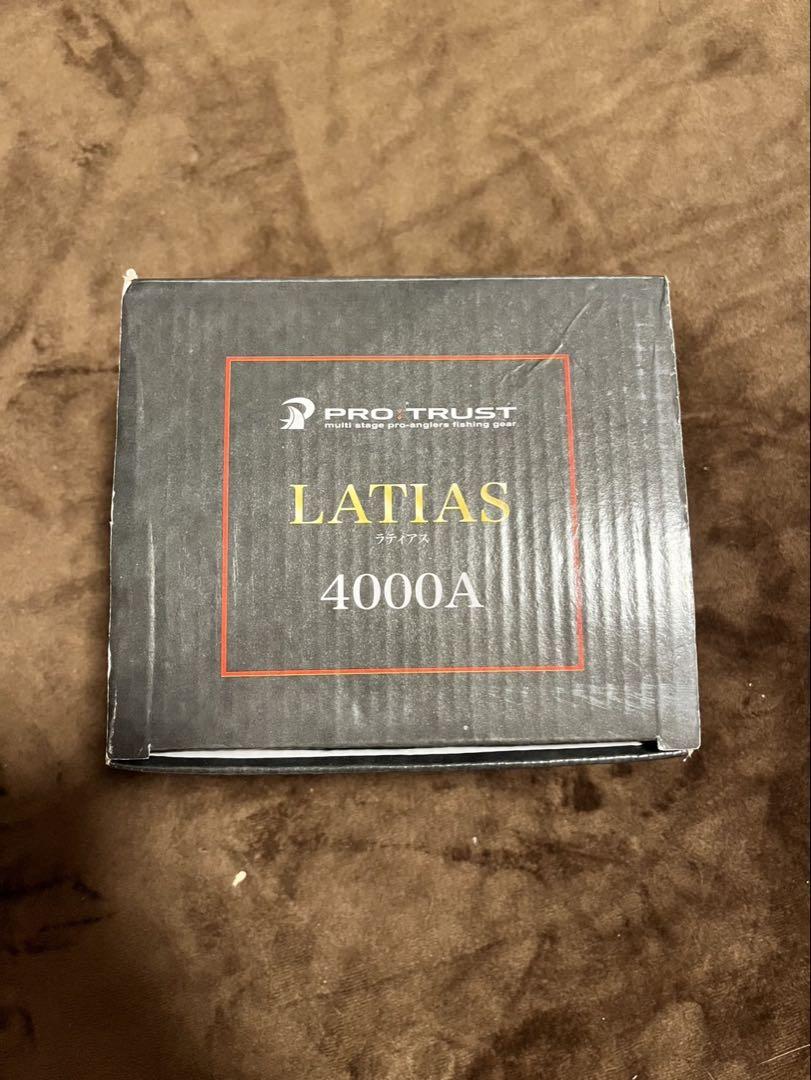 PRO:TRUST
multi stage pro-anglers fishing gear
LATIAS
ラティアス
4000A